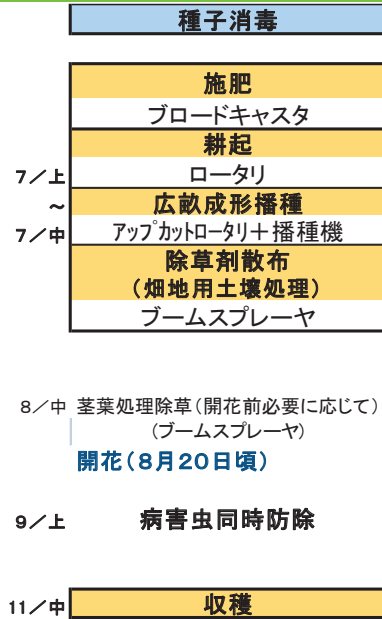 種子消毒
施肥
ブロードキャスタ
耕起
7／上 ロータリ
～ 広畝成形播種
7／中 アップカットロータリ＋播種機
除草剤散布
（畑地用土壌処理）
ブームスプレーヤ
8／中 茎葉処理除草（開花前必要に応じて）
（ブームスプレーヤ）
開花（8月20日頃）
9／上 病害虫同時防除
11／中 収穫